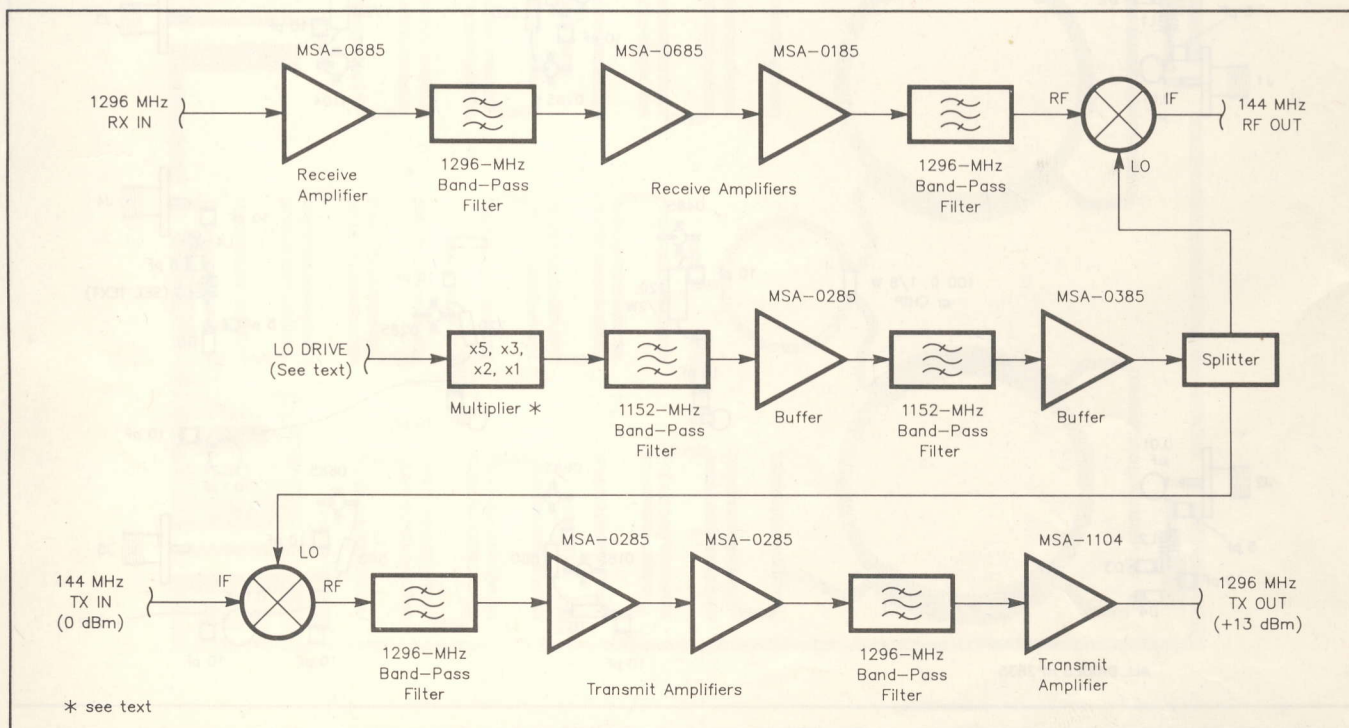 MSA-0685
MSA-0685
MSA-0185
1296 MHz
RX IN
RF
IF
144 MHz
RF OUT
LO
Receive
Amplifier
1296-MHz
Band-Pass
Filter
Receive Amplifiers
1296-MHz
Band-Pass
Filter
MSA-0285
MSA-0385
LO DRIVE
(See text)
x5, x3,
x2, x1
Splitter
Multiplier *
1152-MHz
Band-Pass
Filter
Buffer
1152-MHz
Band-Pass
Filter
Buffer
MSA-0285
MSA-0285
MSA-1104
LO
144 MHz
TX IN
(0 dBm)
IF
RF
1296 MHz
TX OUT
(+13 dBm)
1296-MHz
Band-Pass
Filter
Transmit Amplifiers
1296-MHz
Band-Pass
Filter
Transmit
Amplifier
* see text